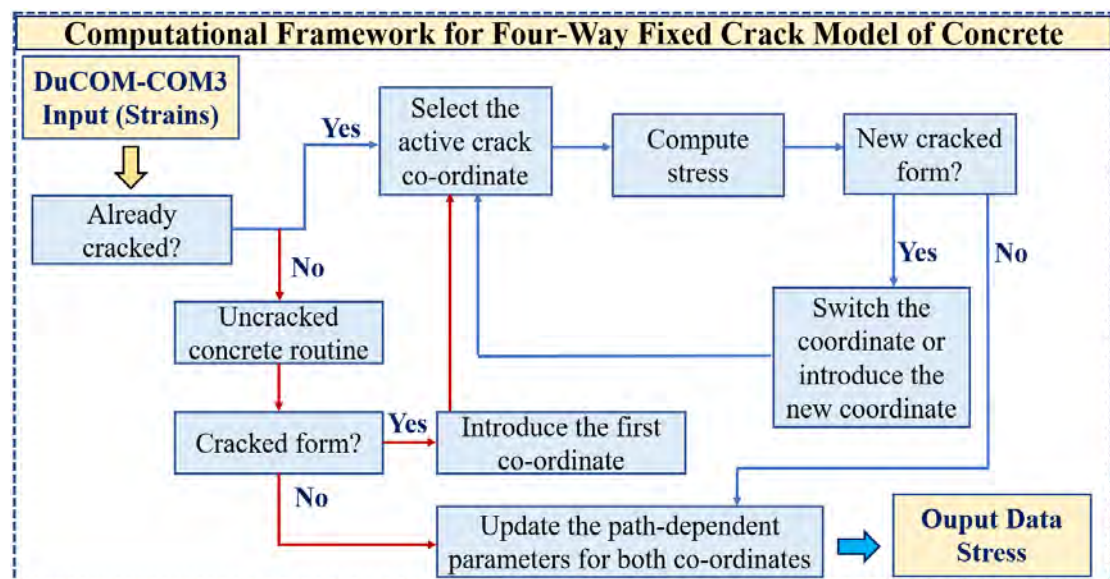 Computational Framework for Four-Way Fixed Crack Model of Concrete
DuCOM-COM3
Input (Strains)
Already
cracked?
Yes
Select the
active crack
co-ordinate
Compute
stress
New cracked
form?
No
Uncracked
concrete routine
Yes
No
Switch the
coordinate or
introduce the
new coordinate
Cracked form?
Yes
Introduce the first
co-ordinate
No
Update the path-dependent
parameters for both co-ordinates
Ouput Data
Stress